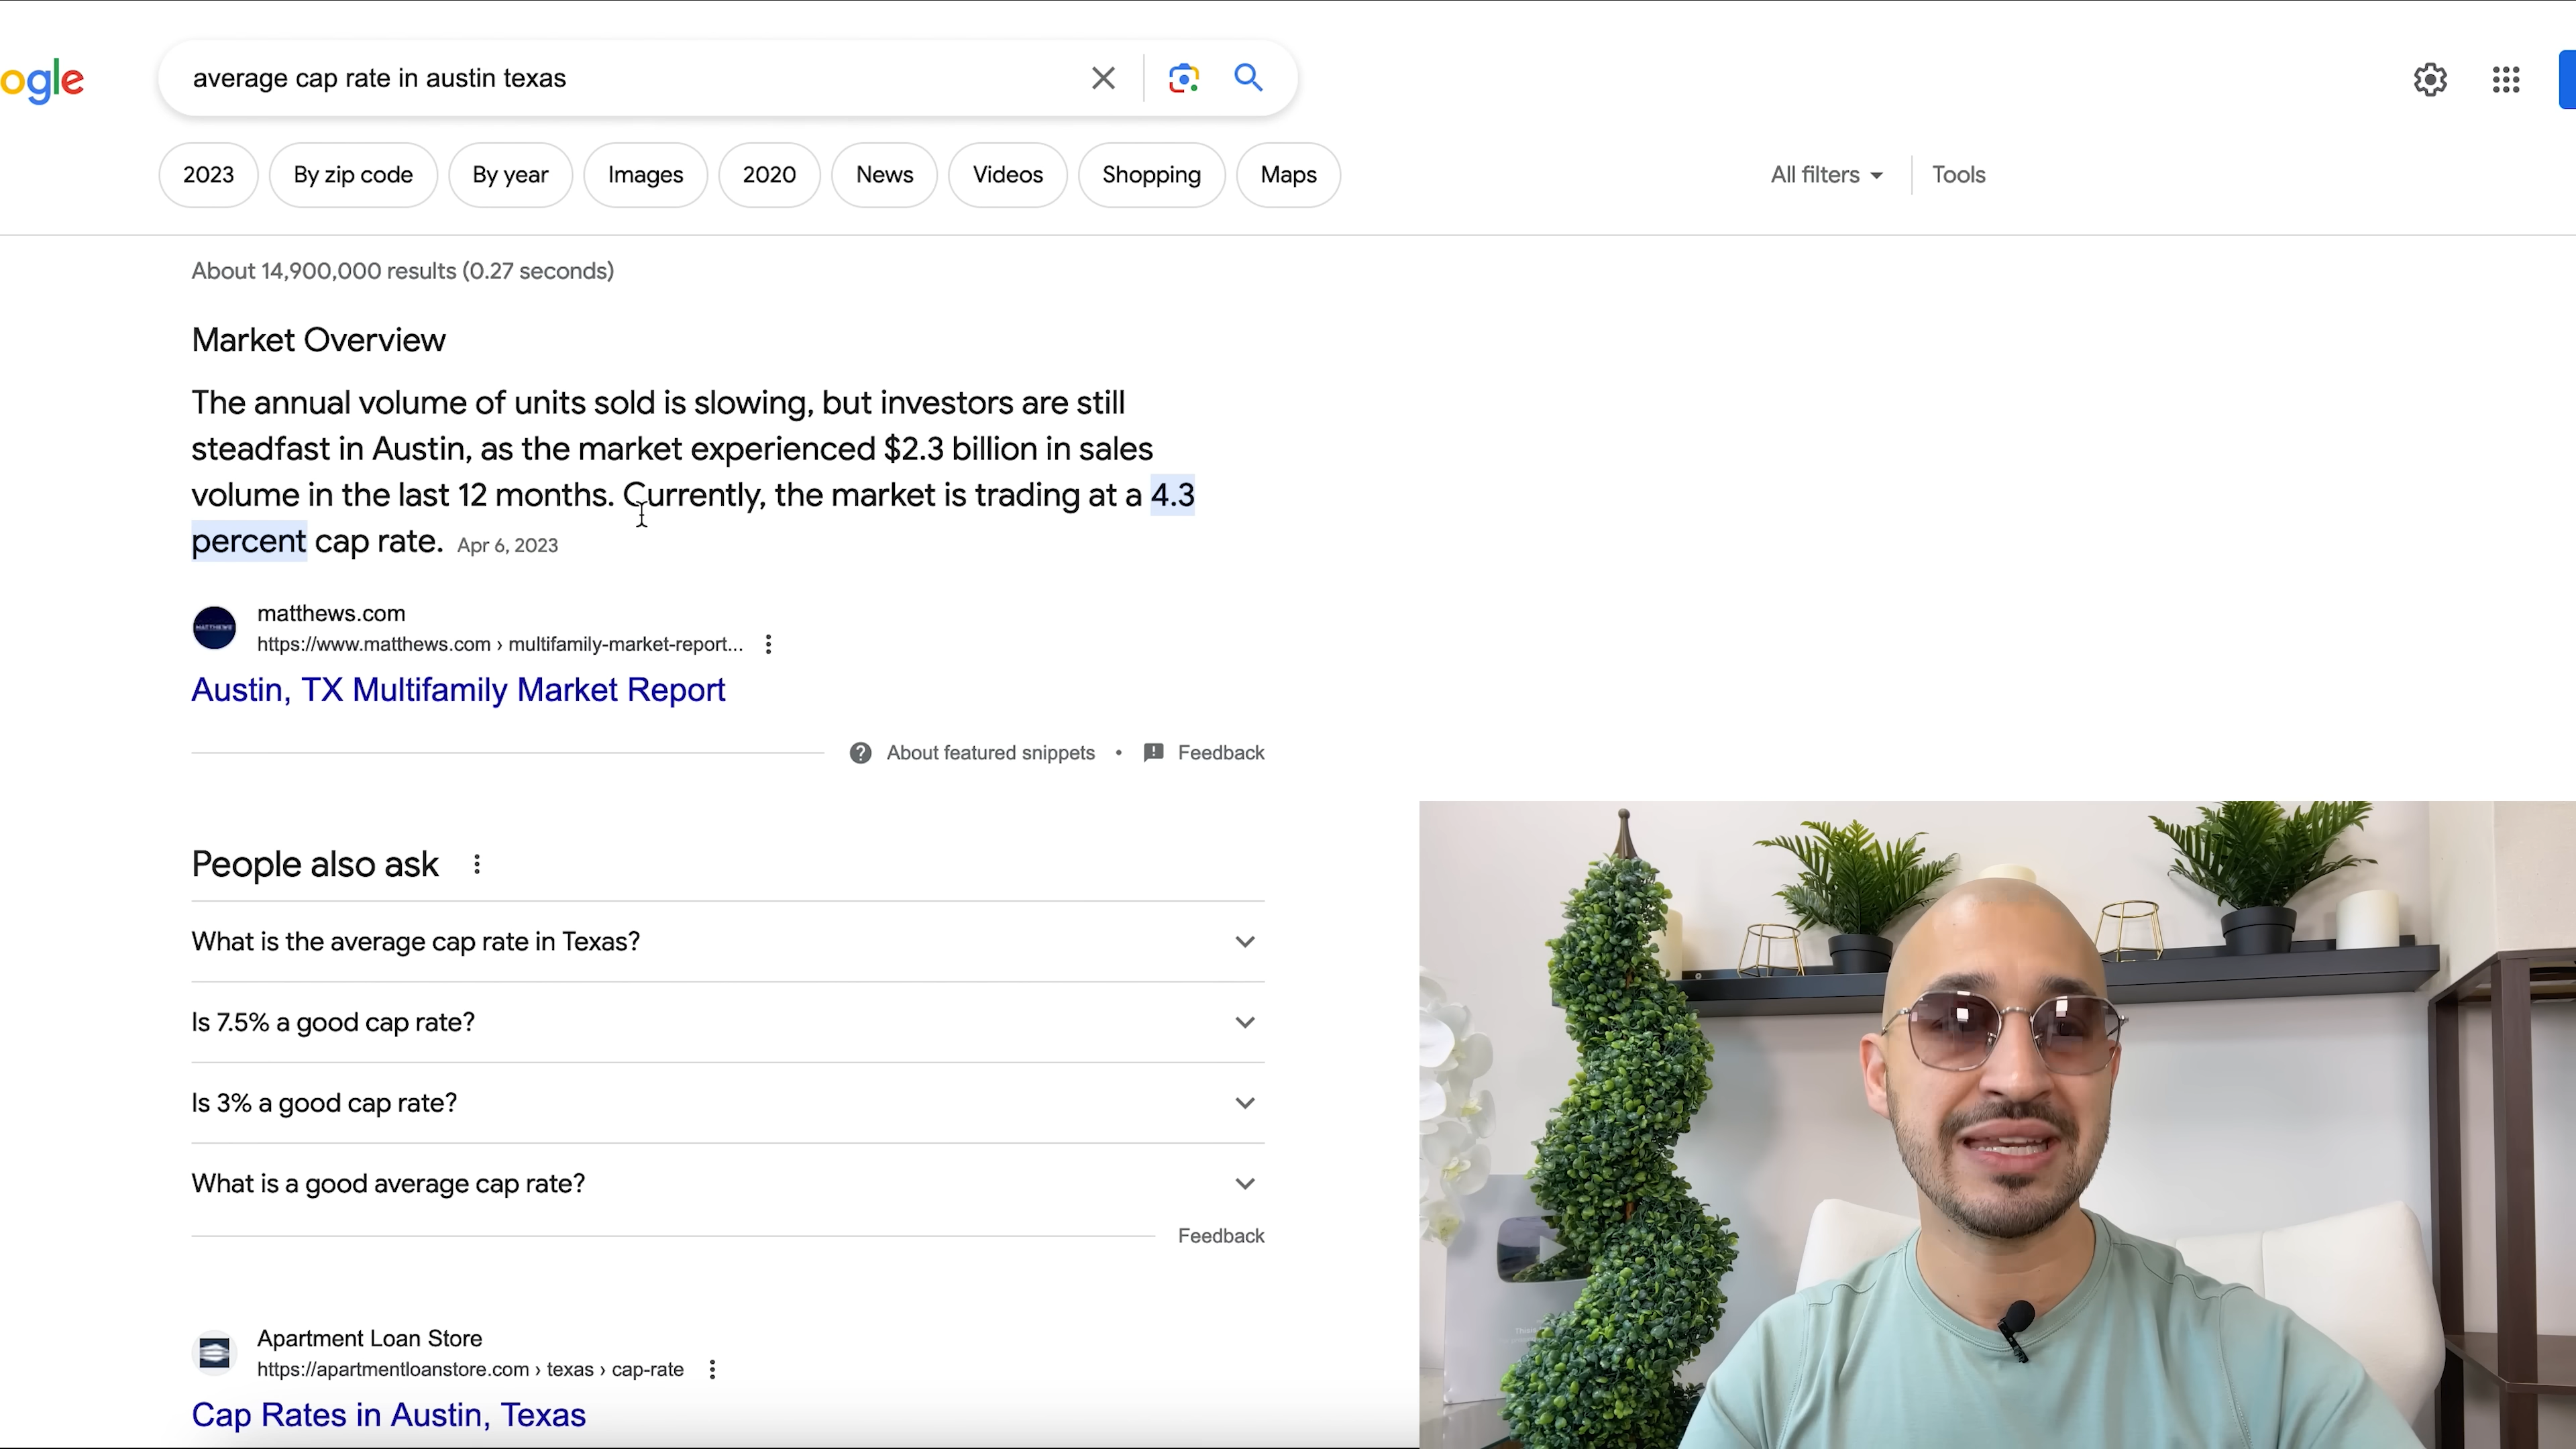 ogle
average cap rate in austin texas
2023
By zip code
By year
Images
2020
News
Videos
Shopping
Maps
All filters
Tools
About 14,900,000 results (0.27 seconds)
Market Overview
The annual volume of units sold is slowing, but investors are still
steadfast in Austin, as the market experienced $2.3 billion in sales
volume in the last 12 months. Currently, the market is trading at a 4.3
percent cap rate. Apr 6, 2023
MATTHEWS
matthews.com
https://www.matthews.com › multifamily-market-report...
Austin, TX Multifamily Market Report
About featured snippets • Feedback
People also ask
What is the average cap rate in Texas?
Is 7.5% a good cap rate?
Is 3% a good cap rate?
What is a good average cap rate?
Feedback
Apartment Loan Store
https://apartmentloanstore.com › texas › cap-rate
Cap Rates in Austin, Texas